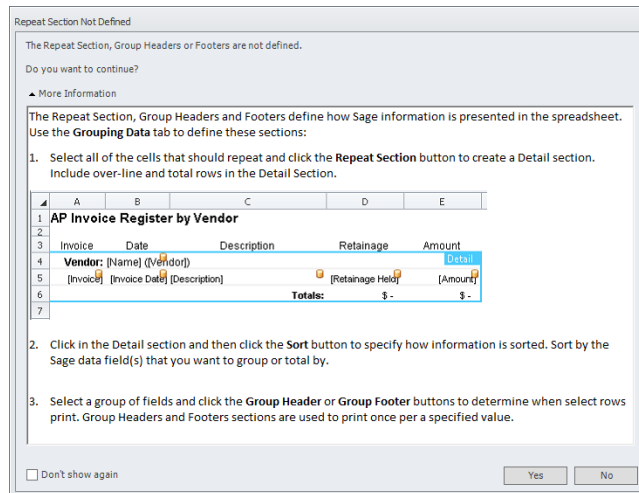 Repeat Section Not Defined
The Repeat Section, Group Headers or Footers are not defined.
Do you want to continue?
More Information
The Repeat Section, Group Headers and Footers define how Sage information is presented in the spreadsheet.
Use the Grouping Data tab to define these sections:
1. Select all of the cells that should repeat and click the Repeat Section button to create a Detail section.
Include over-line and total rows in the Detail Section.
A B C D E
1 AP Invoice Register by Vendor
2
3 Invoice Date Description Retainage Amount
4 Vendor: [Name] ([Vendor]) Detail
5 [Invoice] [Invoice Date] [Description] [Retainage Held] [Amount]
6 Totals: $ - $ -
7
2. Click in the Detail section and then click the Sort button to specify how information is sorted. Sort by the
Sage data field(s) that you want to group or total by.
3. Select a group of fields and click the Group Header or Group Footer buttons to determine when select rows
print. Group Headers and Footers sections are used to print once per a specified value.
Don't show again
Yes No